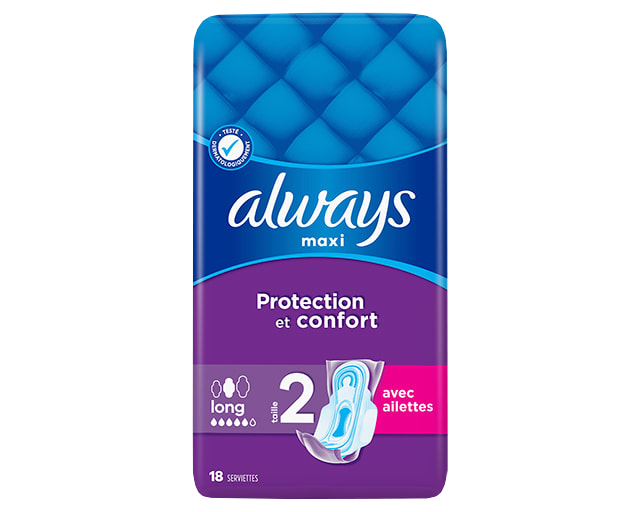 TESTÉ
DERMATOLOGIQUEMENT
always
maxi
Protection
et confort
long
taille
2
avec
ailettes
18 SERVIETTES